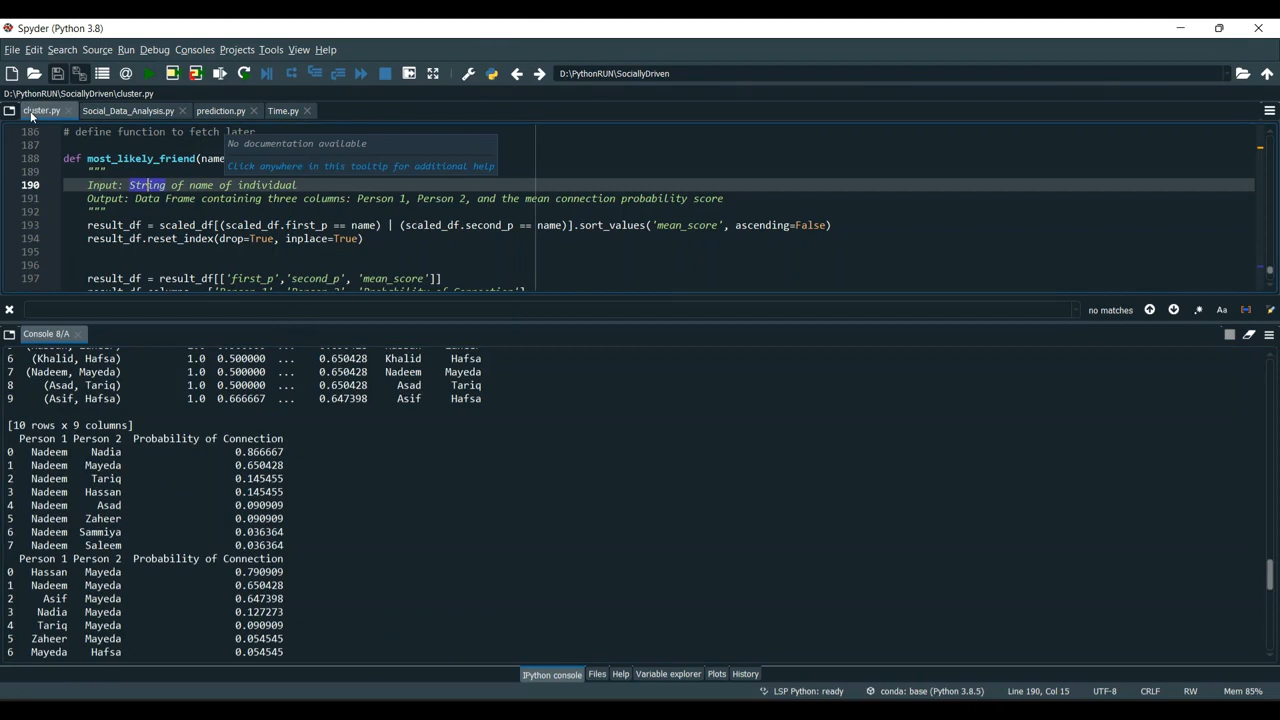 Spyder (Python 3.8)
File Edit Search Source Run Debug Consoles Projects Tools View Help
D:\PythonRUN\SociallyDriven
D:\PythonRUN\SociallyDriven\cluster.py
cluster.py Social_Data_Analysis.py prediction.py Time.py
186 # define function to fetch later
187 No documentation available
188 def most_likely_friend(name
189 """ Click anywhere in this tooltip for additional help
190 Input: String of name of individual
191 Output: Data Frame containing three columns: Person 1, Person 2, and the mean connection probability score
192 """
193 result_df = scaled_df[(scaled_df.first_p == name) | (scaled_df.second_p == name)].sort_values('mean_score', ascending=False)
194 result_df.reset_index(drop=True, inplace=True)
195
196
197 result_df = result_df[['first_p','second_p', 'mean_score']]
no matches Aa
Console 8/A
6 (Khalid, Hafsa) 1.0 0.500000 ... 0.650428 Khalid Hafsa
7 (Nadeem, Mayeda) 1.0 0.500000 ... 0.650428 Nadeem Mayeda
8 (Asad, Tariq) 1.0 0.500000 ... 0.650428 Asad Tariq
9 (Asif, Hafsa) 1.0 0.666667 ... 0.647398 Asif Hafsa
[10 rows x 9 columns]
Person 1 Person 2 Probability of Connection
0 Nadeem Nadia 0.866667
1 Nadeem Mayeda 0.650428
2 Nadeem Tariq 0.145455
3 Nadeem Hassan 0.145455
4 Nadeem Asad 0.090909
5 Nadeem Zaheer 0.090909
6 Nadeem Sammiya 0.036364
7 Nadeem Saleem 0.036364
Person 1 Person 2 Probability of Connection
0 Hassan Mayeda 0.790909
1 Nadeem Mayeda 0.650428
2 Asif Mayeda 0.647398
3 Nadia Mayeda 0.127273
4 Tariq Mayeda 0.090909
5 Zaheer Mayeda 0.054545
6 Mayeda Hafsa 0.054545
IPython console Files Help Variable explorer Plots History
LSP Python: ready conda: base (Python 3.8.5) Line 190, Col 15 UTF-8 CRLF RW Mem 85%